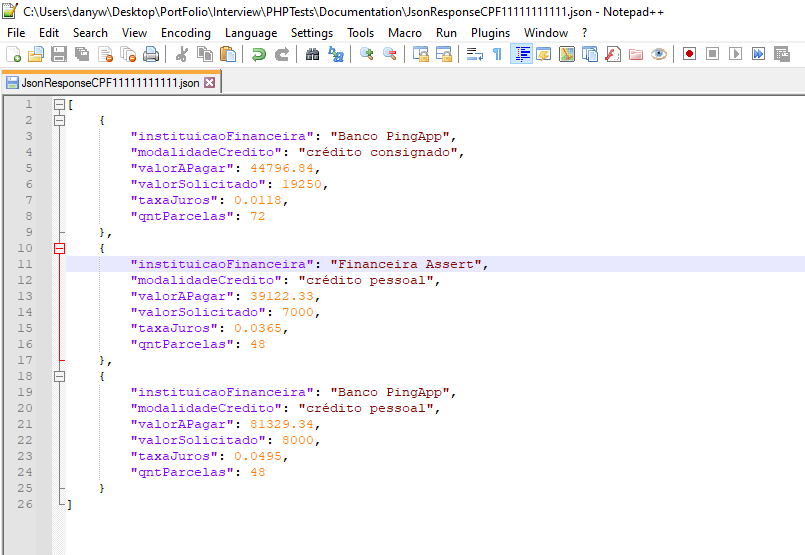 C:\Users\danyw\Desktop\PortFolio\Interview\PHPTests\Documentation\JsonResponseCPF11111111111.json - Notepad++
File Edit Search View Encoding Language Settings Tools Macro Run Plugins Window ?
JsonResponseCPF11111111111.json
1 [
2 {
3 "instituicaoFinanceira": "Banco PingApp",
4 "modalidadeCredito": "crédito consignado",
5 "valorAPagar": 44796.84,
6 "valorSolicitado": 19250,
7 "taxaJuros": 0.0118,
8 "qntParcelas": 72
9 },
10 {
11 "instituicaoFinanceira": "Financeira Assert",
12 "modalidadeCredito": "crédito pessoal",
13 "valorAPagar": 39122.33,
14 "valorSolicitado": 7000,
15 "taxaJuros": 0.0365,
16 "qntParcelas": 48
17 },
18 {
19 "instituicaoFinanceira": "Banco PingApp",
20 "modalidadeCredito": "crédito pessoal",
21 "valorAPagar": 81329.34,
22 "valorSolicitado": 8000,
23 "taxaJuros": 0.0495,
24 "qntParcelas": 48
25 }
26 ]